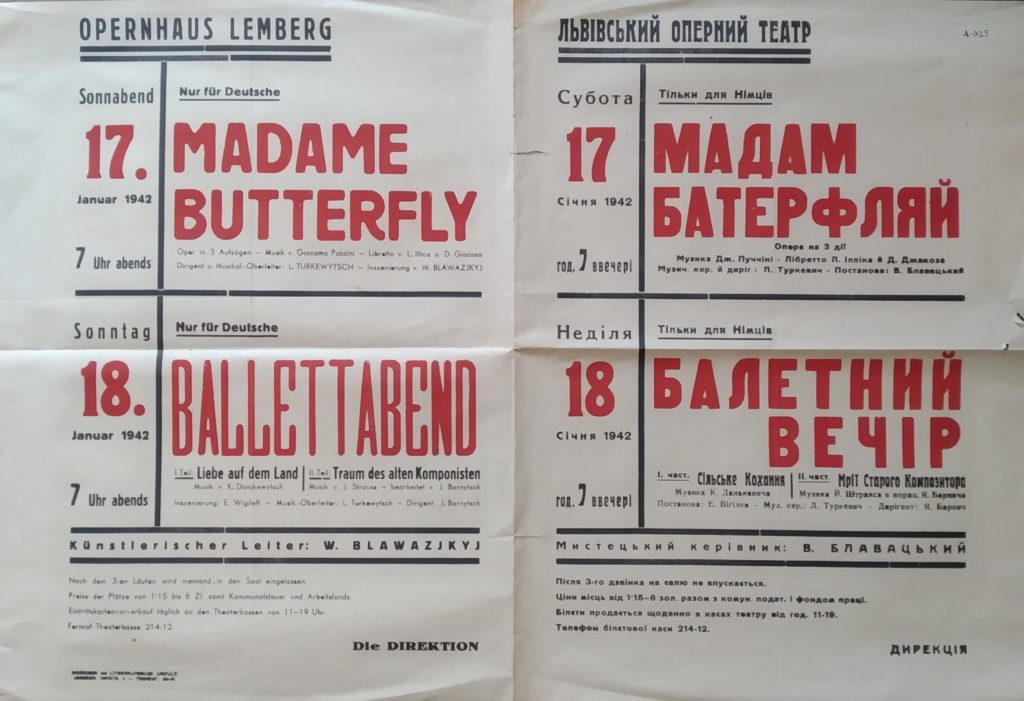 OPERNHAUS LEMBERG
Sonnabend
17.
Januar 1942
7 Uhr abends
Nur für Deutsche
MADAME
BUTTERFLY
Oper in 3 Aufzügen – Musik v. Giacomo Puccini – Libretto v. L. Illica u. D. Giacosa
Dirigent u. Musikal.-Oberleiter: L. TURKEWYTSCH – Inszenierung v. W. BLAWAZJKYJ
Sonntag
18.
Januar 1942
7 Uhr abends
Nur für Deutsche
BALLETTABEND
I. Teil: Liebe auf dem Land | II. Teil: Traum des alten Komponisten
Musik v. K. Danjkewytsch Musik v. J. Strauss – bearbeitet v. J. Barnytsch
Inszenierung: E. Wigileff – Musik.-Oberleiter: L. Turkewytsch – Dirigent: J. Barnytsch
Künstlerischer Leiter: W. BLAWAZJKYJ
Nach dem 3-en Läuten wird niemand in den Saal eingelassen.
Preise der Plätze von 1·15 bis 6 Zl. samt Kommunalsteuer und Arbeitsfonds.
Eintrittskartenvorverkauf täglich an den Theaterkassen von 11–19 Uhr.
Fernruf Theaterkasse 214-12.
Die DIREKTION
ЛЬВІВСЬКИЙ ОПЕРНИЙ ТЕАТР
A-325
Субота
17
Січня 1942
год. 7 ввечері
Тільки для Німців
МАДАМ
БАТЕРФЛЯЙ
Опера на 3 дії
Музика Дж. Пуччіні - Лібретто Л. Ілліка й Д. Джакоза
Музич. кер. й дириг.: Л. Туркевич - Постанова: В. Блавацький
Неділя
18
Січня 1942
год. 7 ввечері
Тільки для Німців
БАЛЕТНИЙ
ВЕЧІР
І. част. Сільське Кохання | ІІ. част. Мрії Старого Композитора
Музика К. Данькевича Музика Й. Штравса в вправ. Я. Барнича
Постанова: Е. Вігілєв - Муз. кер.: Л. Туркевич - Дирігент: Я. Барнич
Мистецький керівник: В. БЛАВАЦЬКИЙ
Після 3-го дзвінка на салю не впускається.
Ціни місць від 1·15–6 зол. разом з комун. подат. і фондом праці.
Білети продається щоденно в касах театру від год. 11-19.
Телефон білетової каси 214-12.
ДИРЕКЦІЯ